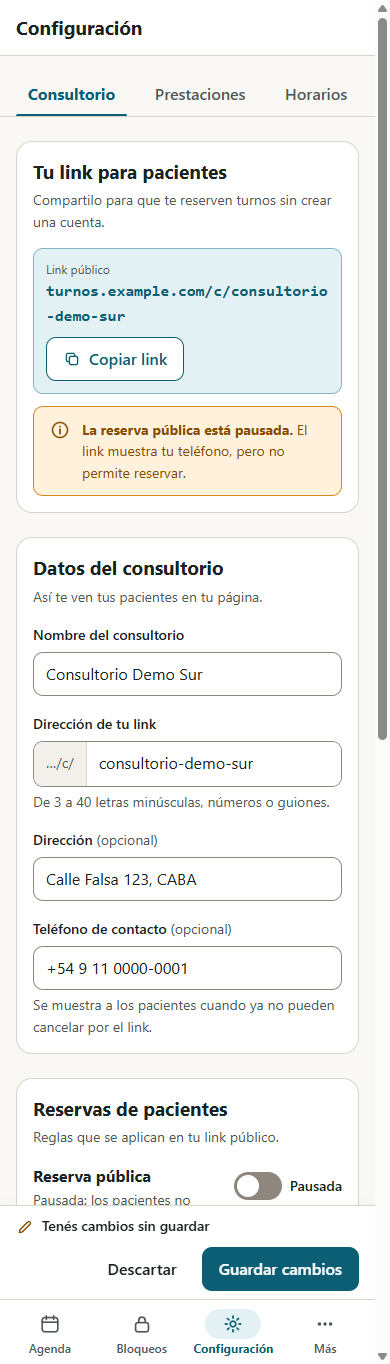 Configuración
Consultorio Prestaciones Horarios
Tu link para pacientes
Compartilo para que te reserven turnos sin crear
una cuenta.
Link público
turnos.example.com/c/consultorio
-demo-sur
Copiar link
La reserva pública está pausada. El
link muestra tu teléfono, pero no
permite reservar.
Datos del consultorio
Así te ven tus pacientes en tu página.
Nombre del consultorio
Consultorio Demo Sur
Dirección de tu link
.../c/ consultorio-demo-sur
De 3 a 40 letras minúsculas, números o guiones.
Dirección (opcional)
Calle Falsa 123, CABA
Teléfono de contacto (opcional)
+54 9 11 0000-0001
Se muestra a los pacientes cuando ya no pueden
cancelar por el link.
Reservas de pacientes
Reglas que se aplican en tu link público.
Reserva pública
Pausada
Pausada: los pacientes no
Tenés cambios sin guardar
Descartar Guardar cambios
Agenda Bloqueos Configuración Más